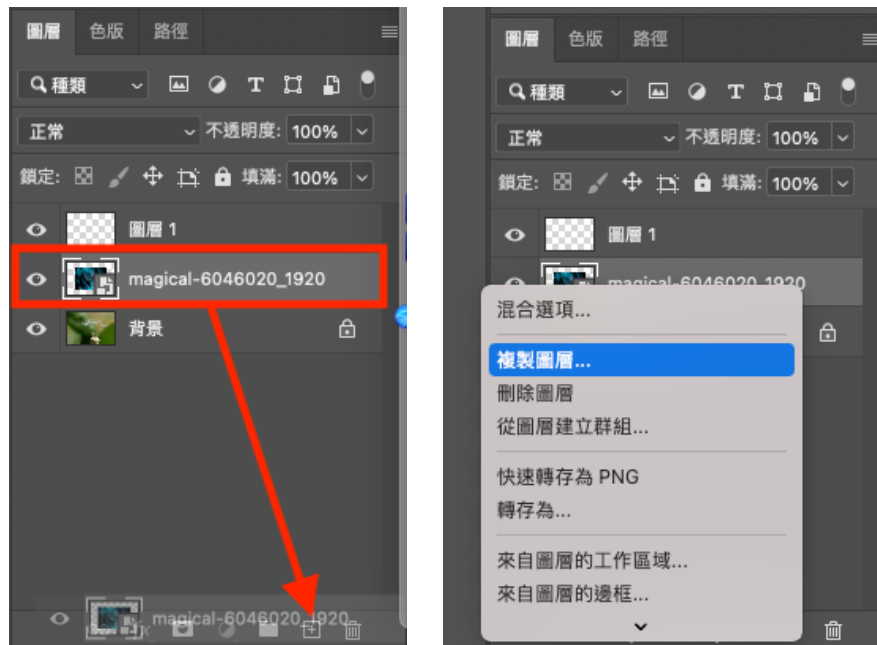 圖層 色版 路徑
種類
正常 不透明度: 100%
鎖定: 填滿: 100%
圖層 1
magical-6046020_1920
背景
magical-6046020_1920
圖層 色版 路徑
種類
正常 不透明度: 100%
鎖定: 填滿: 100%
圖層 1
magical-6046020_1920
混合選項...
複製圖層...
刪除圖層
從圖層建立群組...
快速轉存為 PNG
轉存為...
來自圖層的工作區域...
來自圖層的邊框...